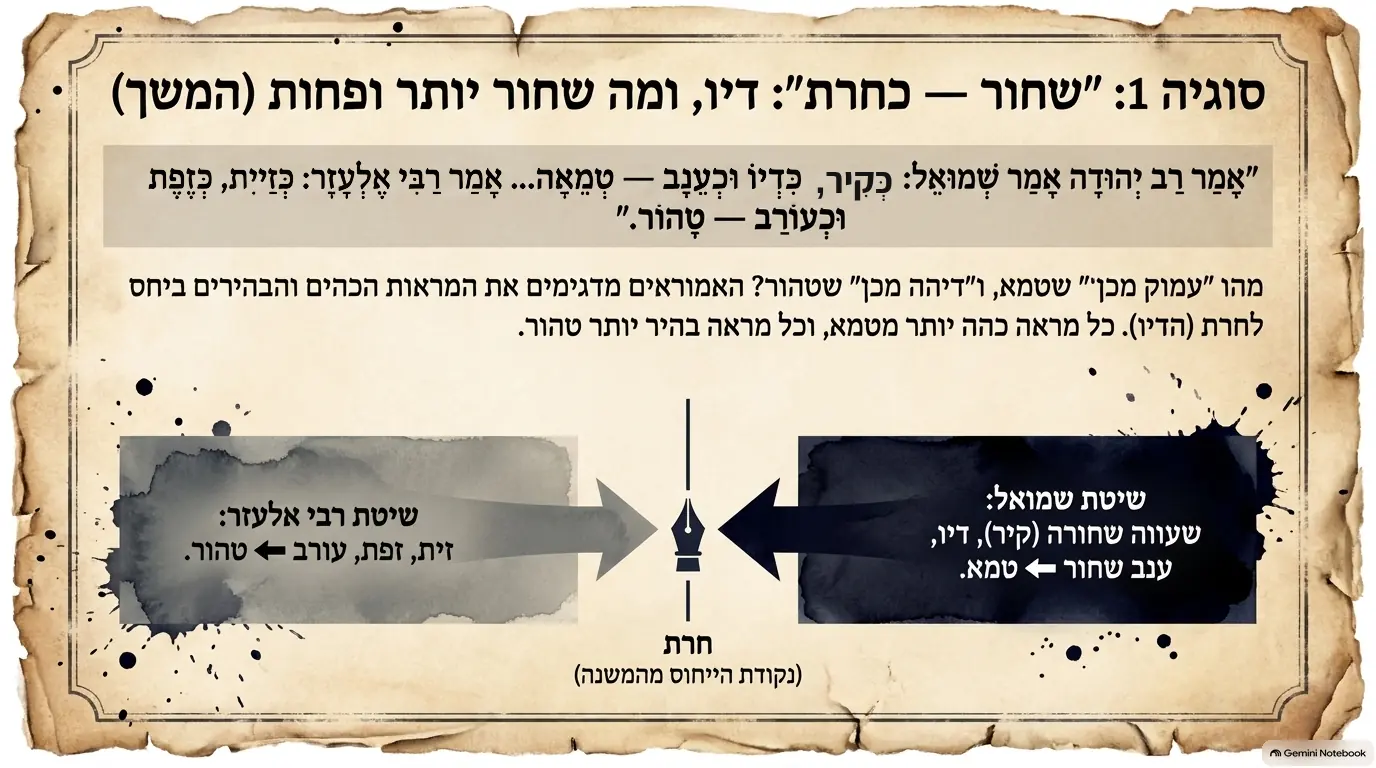 סוגיה 1: "שחור — כחרת": דיו, ומה שחור יותר ופחות (המשך)
"אָמַר רַב יְהוּדָה אָמַר שְׁמוּאֵל: כְּקִיר, כִּדְיוֹ וּכְעֵנָב — טְמֵאָה... אָמַר רַבִּי אֶלְעָזָר: כְּזַיִית, כְּזֶפֶת
וּכְעוֹרֵב — טָהוֹר."
מהו "עמוק מכן" שטמא, ו"דיהה מכן" שטהור? האמוראים מדגימים את המראות הכהים והבהירים ביחס
לחרת (הדיו). כל מראה כהה יותר מטמא, וכל מראה בהיר יותר טהור.
שיטת שמואל:
שעווה שחורה (קיר), דיו,
ענב שחור ⬅ טמא.
שיטת רבי אלעזר:
זית, זפת, עורב ⬅ טהור.
חרת
(נקודת הייחוס מהמשנה)
Gemini Notebook